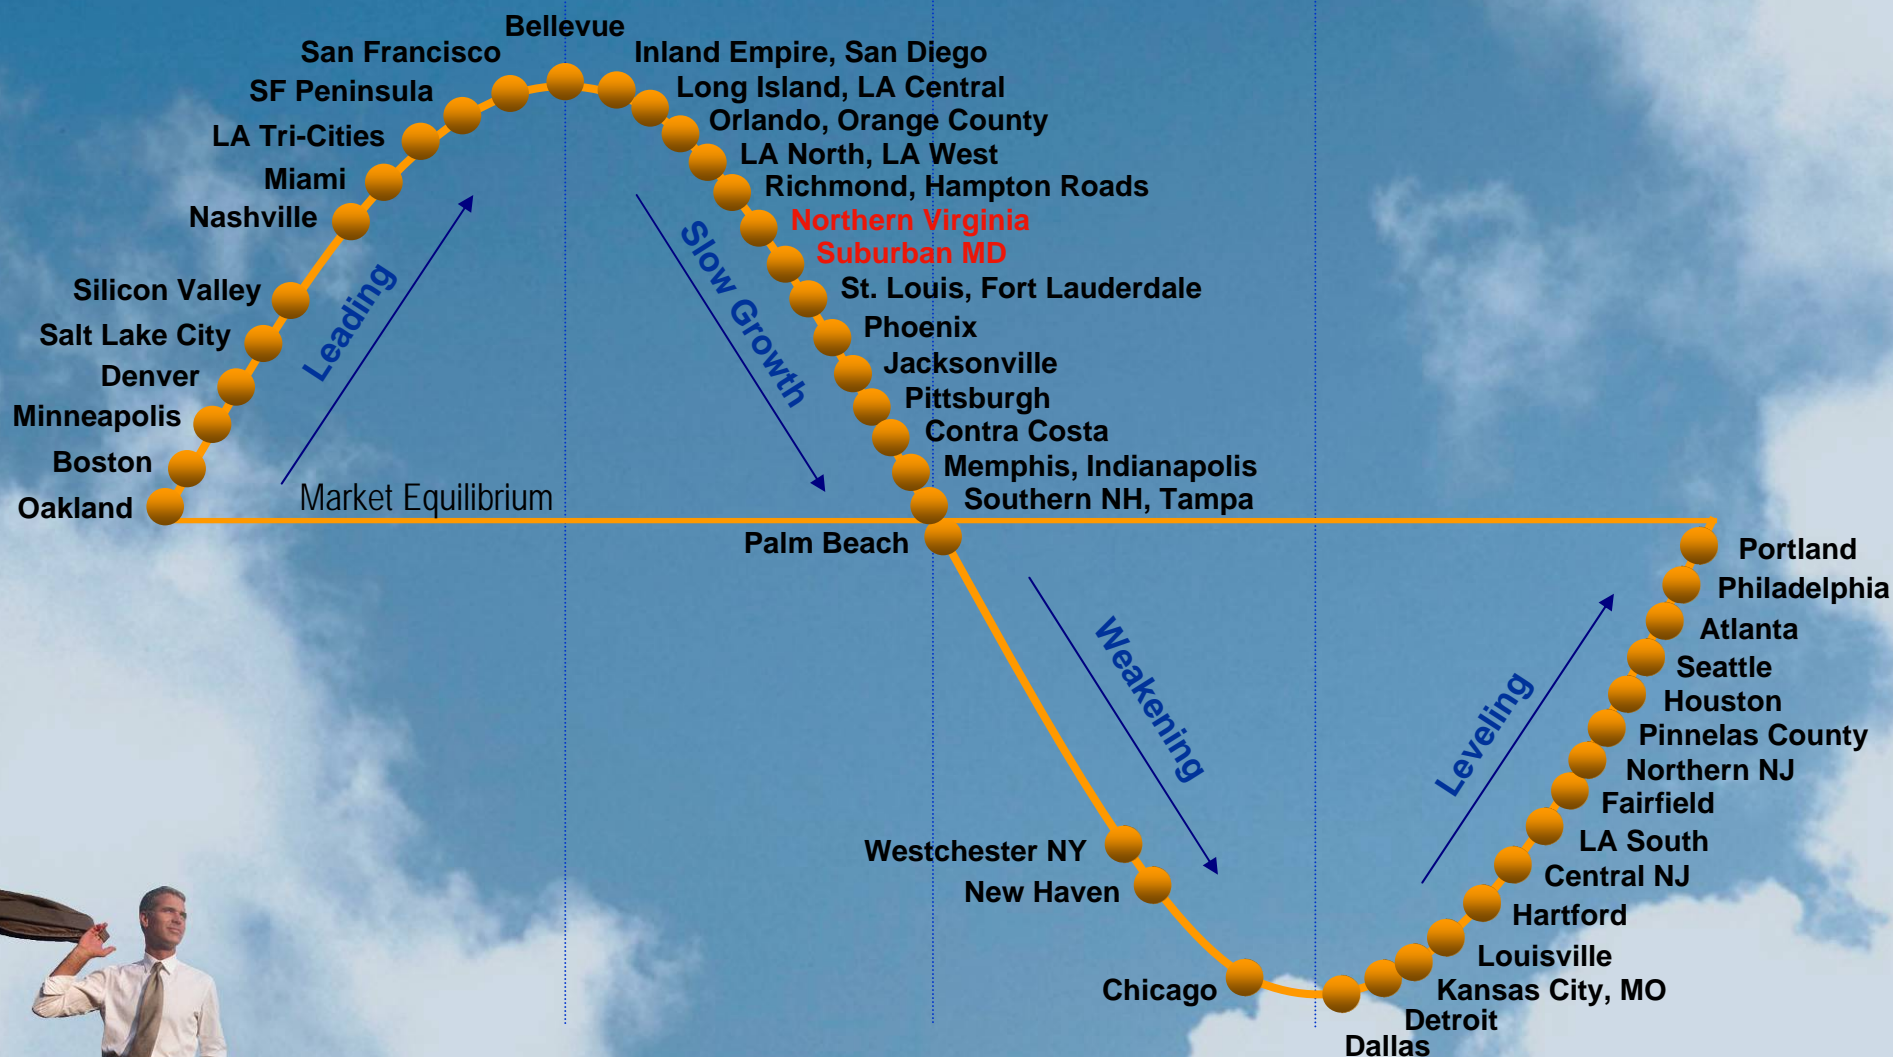 Bellevue
San Francisco
Inland Empire, San Diego
SF Peninsula
Long Island, LA Central
LA Tri-Cities
Orlando, Orange County
Miami
LA North, LA West
Nashville
Richmond, Hampton Roads
Northern Virginia
Suburban MD
Silicon Valley
St. Louis, Fort Lauderdale
Salt Lake City
Phoenix
Denver
Jacksonville
Minneapolis
Pittsburgh
Boston
Contra Costa
Oakland
Memphis, Indianapolis
Southern NH, Tampa
Leading
Slow Growth
Market Equilibrium
Palm Beach
Weakening
Westchester NY
New Haven
Chicago
Leveling
Portland
Philadelphia
Atlanta
Seattle
Houston
Pinnelas County
Northern NJ
Fairfield
LA South
Central NJ
Hartford
Louisville
Kansas City, MO
Detroit
Dallas